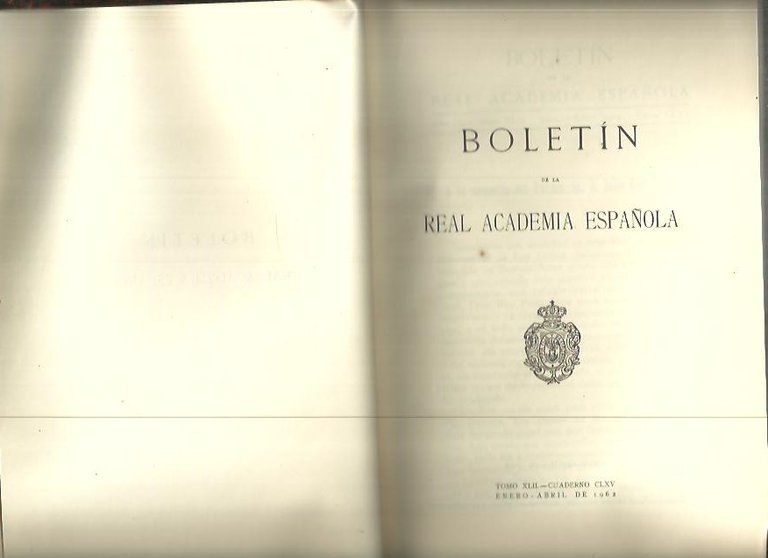 BOLETÍN
DE LA
REAL ACADEMIA ESPAÑOLA
TOMO XLII.—CUADERNO CLXV
ENERO-ABRIL DE 1962